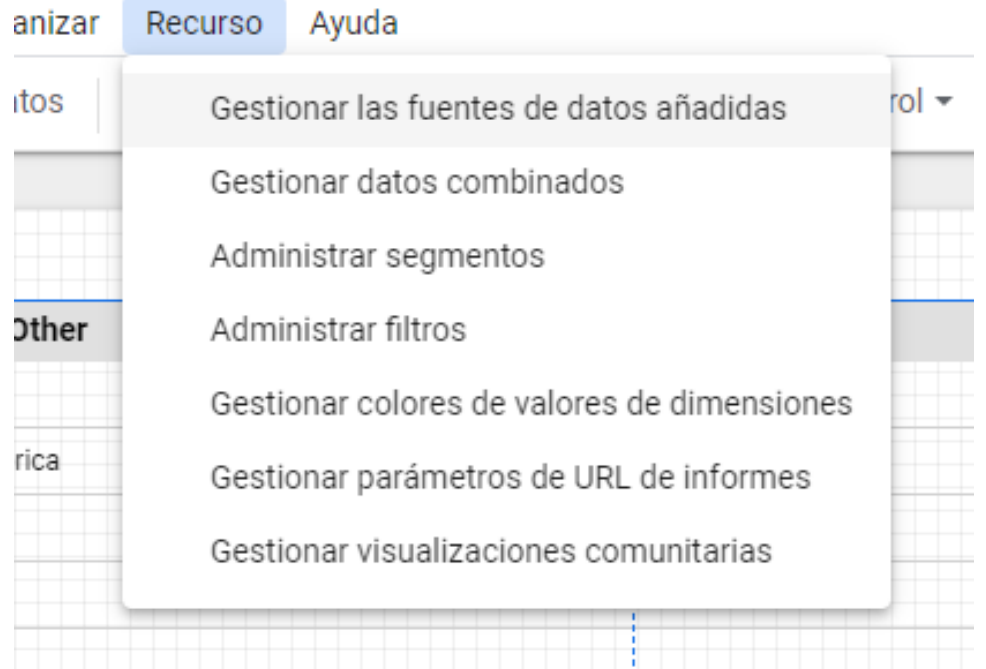 anizar Recurso Ayuda
tos rol
Gestionar las fuentes de datos añadidas
Gestionar datos combinados
Administrar segmentos
Other
Administrar filtros
Gestionar colores de valores de dimensiones
rica
Gestionar parámetros de URL de informes
Gestionar visualizaciones comunitarias